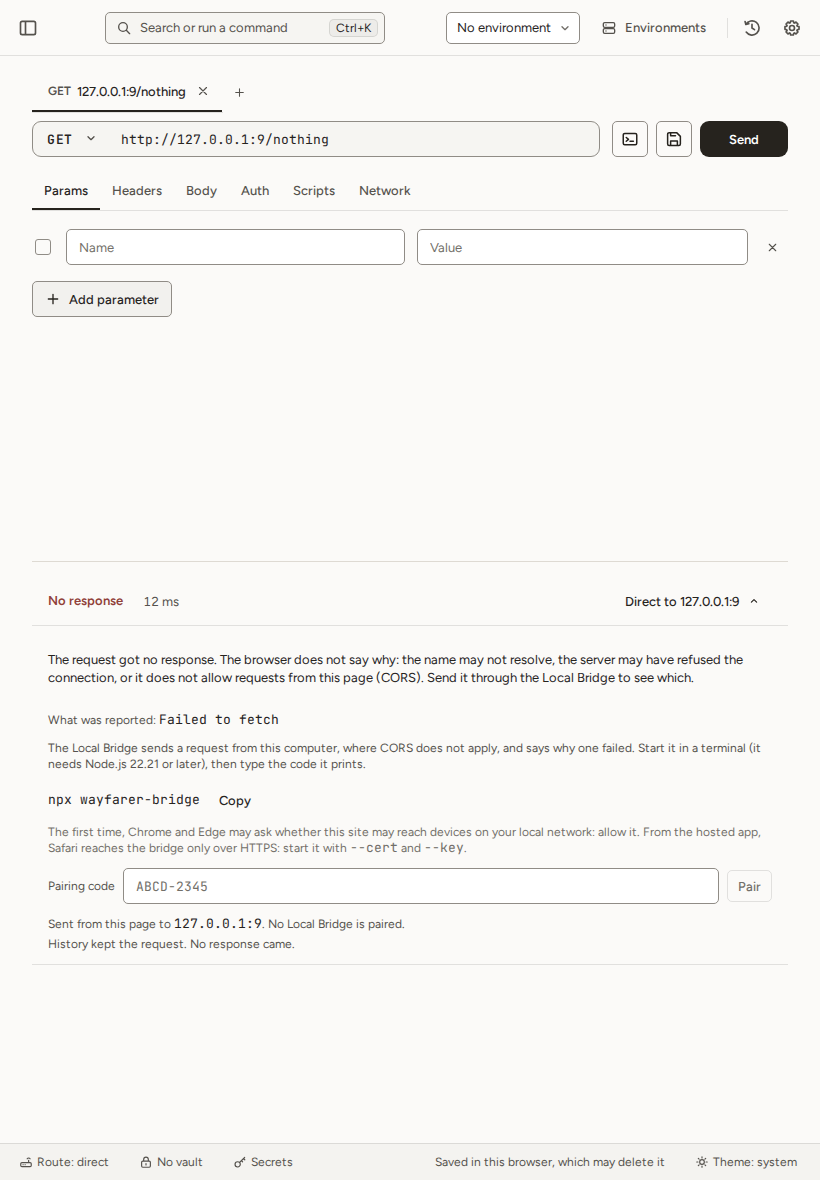 Search or run a command Ctrl+K No environment Environments
GET 127.0.0.1:9/nothing
GET http://127.0.0.1:9/nothing Send
Params Headers Body Auth Scripts Network
Name Value
Add parameter
No response 12 ms Direct to 127.0.0.1:9
The request got no response. The browser does not say why: the name may not resolve, the server may have refused the
connection, or it does not allow requests from this page (CORS). Send it through the Local Bridge to see which.
What was reported: Failed to fetch
The Local Bridge sends a request from this computer, where CORS does not apply, and says why one failed. Start it in a terminal (it
needs Node.js 22.21 or later), then type the code it prints.
npx wayfarer-bridge Copy
The first time, Chrome and Edge may ask whether this site may reach devices on your local network: allow it. From the hosted app,
Safari reaches the bridge only over HTTPS: start it with --cert and --key.
Pairing code ABCD-2345 Pair
Sent from this page to 127.0.0.1:9. No Local Bridge is paired.
History kept the request. No response came.
Route: direct No vault Secrets Saved in this browser, which may delete it Theme: system